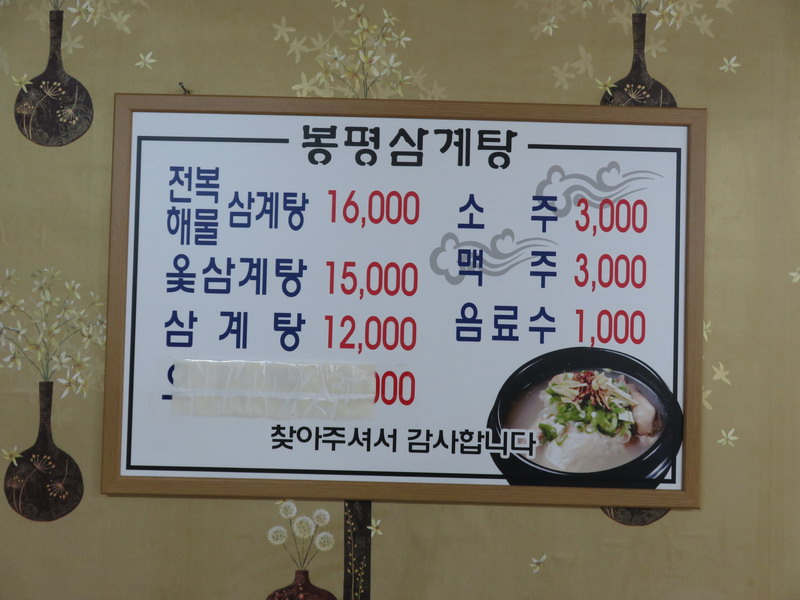 봉평삼계탕
전복
해물 삼계탕 16,000
옻삼계탕 15,000
삼계탕 12,000
000
소주 3,000
맥주 3,000
음료수 1,000
찾아주셔서 감사합니다